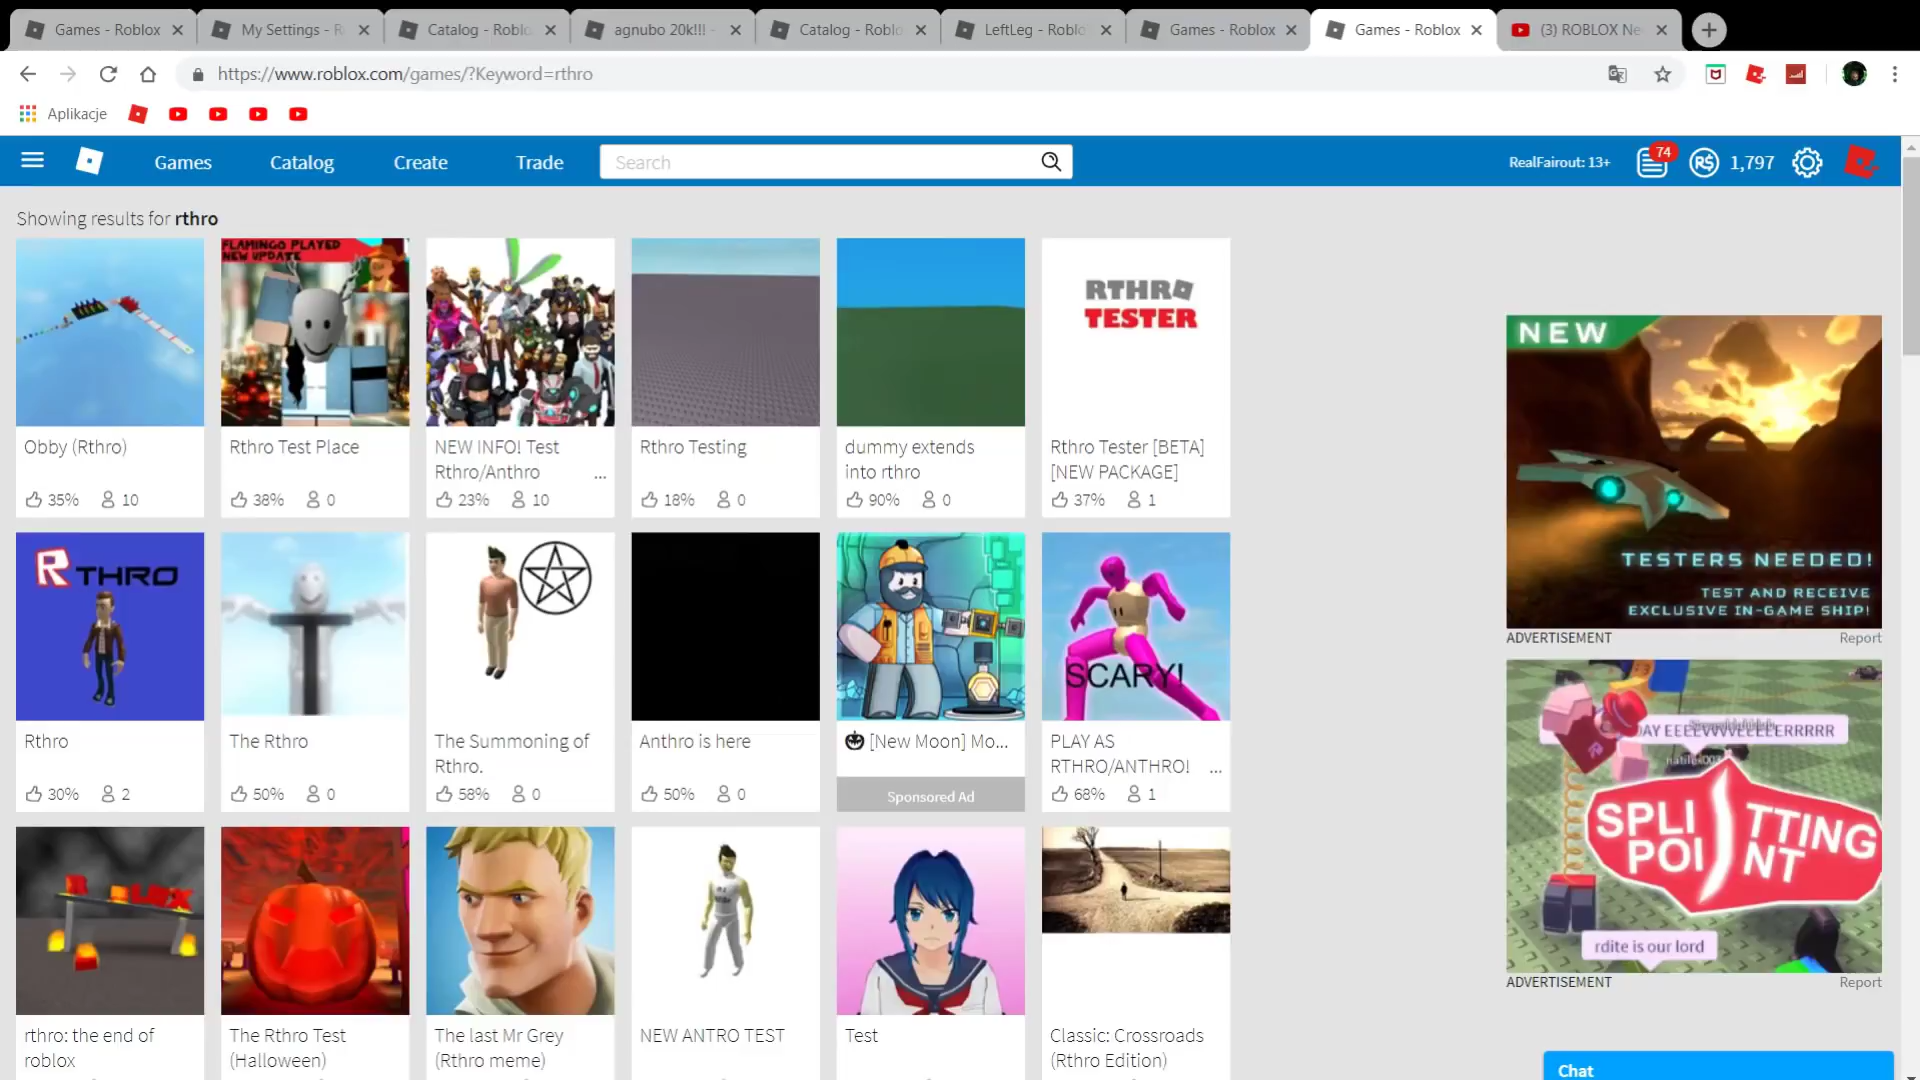 Games - Roblox
My Settings - R
Catalog - Roblo
agnubo 20k!!! -
Catalog - Roblo
LeftLeg - Roblo
Games - Roblox
Games - Roblox
(3) ROBLOX Ne
https://www.roblox.com/games/?Keyword=rthro
Aplikacje
Games
Catalog
Create
Trade
Search
RealFairout: 13+
74
R$
1,797
Showing results for rthro
FLAMINGO PLAYED
NEW UPDATE
RTHRO
TESTER
Obby (Rthro)
Rthro Test Place
NEW INFO! Test
Rthro/Anthro ...
Rthro Testing
dummy extends
into rthro
Rthro Tester [BETA]
[NEW PACKAGE]
35% 10
38% 0
23% 10
18% 0
90% 0
37% 1
RTHRO
SCARY!
Rthro
The Rthro
The Summoning of
Rthro.
Anthro is here
[New Moon] Mo...
PLAY AS
RTHRO/ANTHRO! ...
30% 2
50% 0
58% 0
50% 0
Sponsored Ad
68% 1
rthro: the end of
roblox
The Rthro Test
(Halloween)
The last Mr Grey
(Rthro meme)
NEW ANTRO TEST
Test
Classic: Crossroads
(Rthro Edition)
NEW
TESTERS NEEDED!
TEST AND RECEIVE
EXCLUSIVE IN-GAME SHIP!
ADVERTISEMENT
Report
SPLITTING
POINT
rdite is our lord
ADVERTISEMENT
Report
Chat